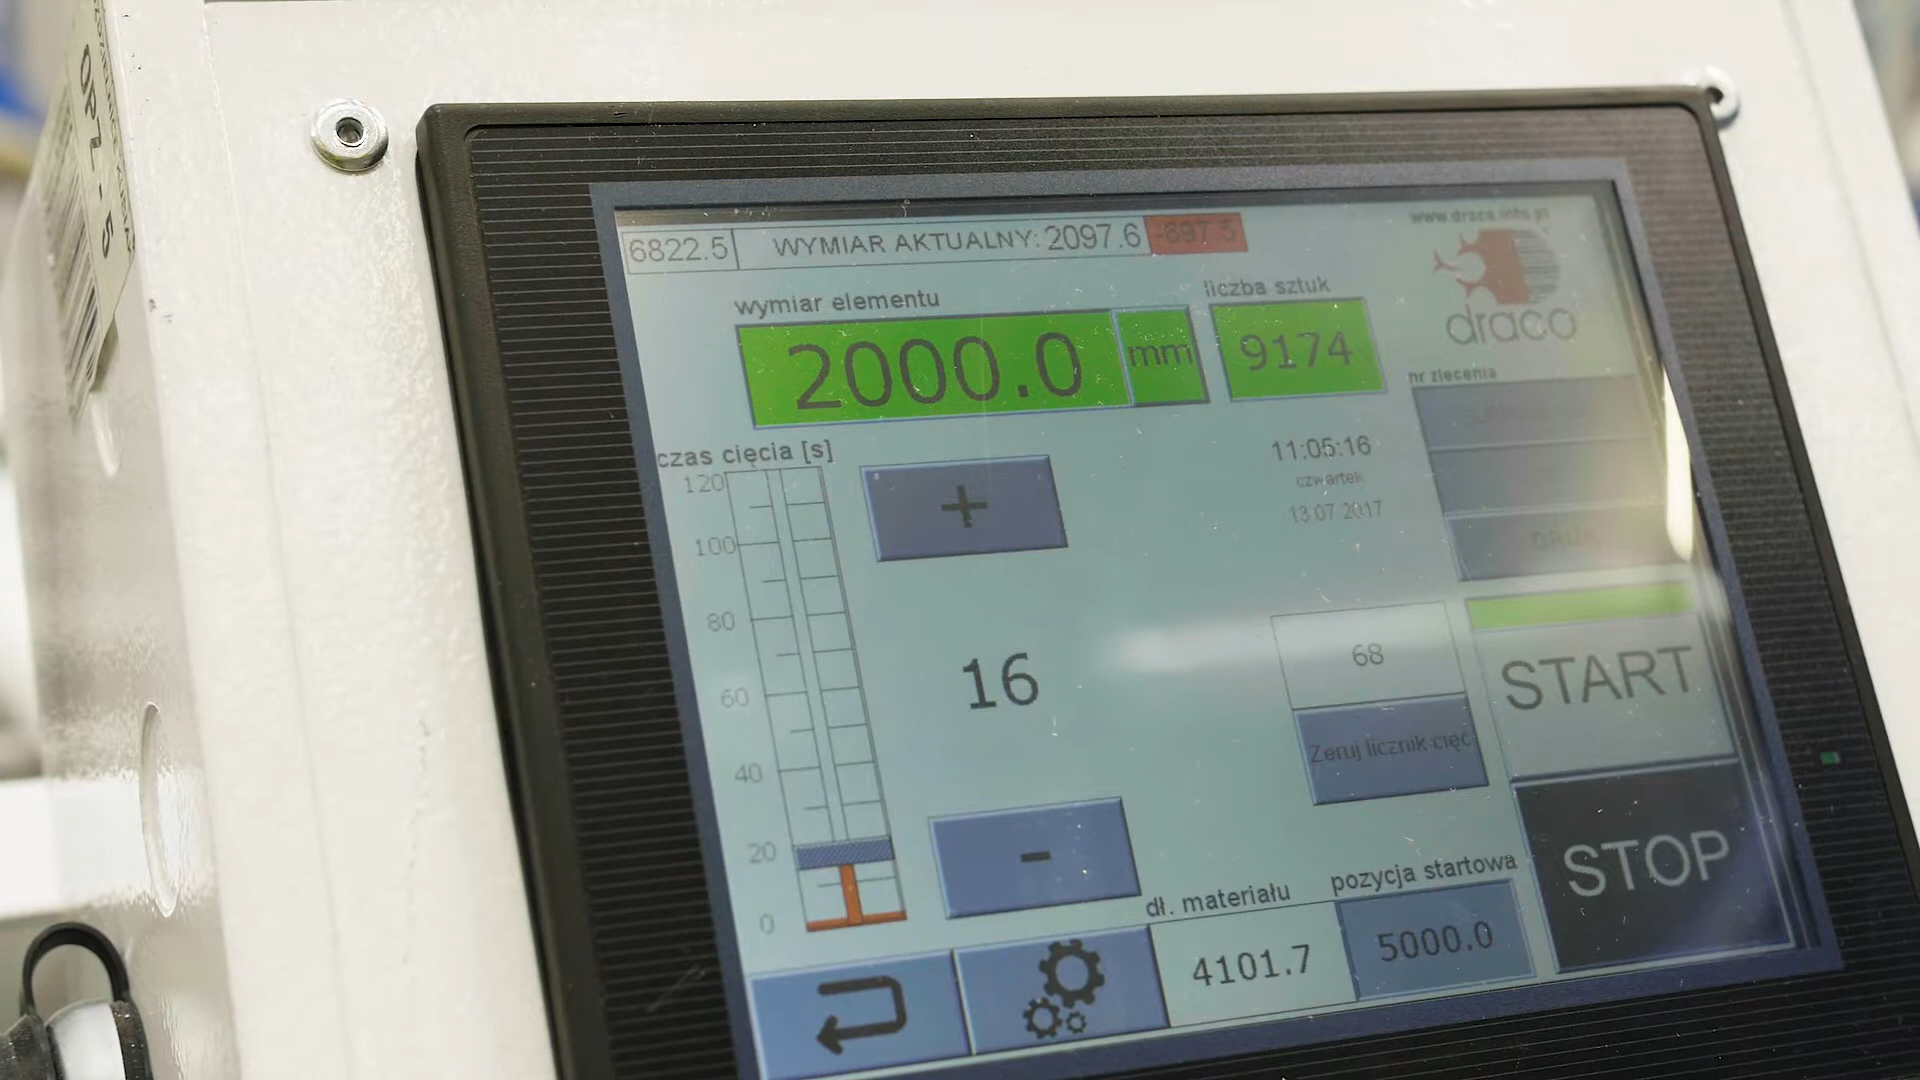 OPZ - 5
www.draco.info.pl
6822.5 WYMIAR AKTUALNY: 2097.6 -697.5
draco
wymiar elementu
liczba sztuk
2000.0 mm
9174
nr zlecenia
czas cięcia [s]
120
100
80
60
40
20
0
+
16
-
11:05:16
czwartek
13 07 2017
68
Zeruj licznik cięć
START
STOP
dł. materiału
4101.7
pozycja startowa
5000.0